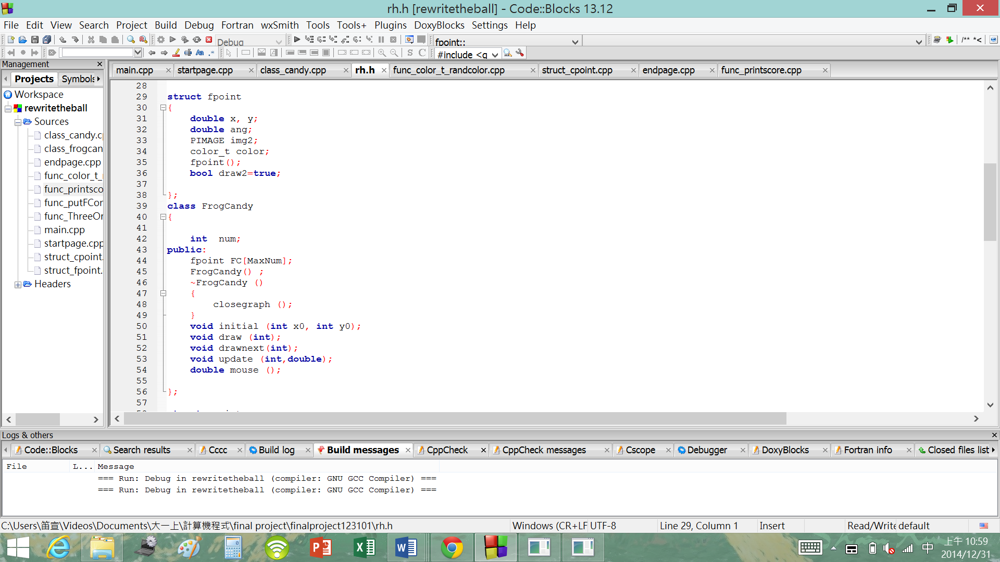 rh.h [rewritetheball] - Code::Blocks 13.12
File Edit View Search Project Build Debug Fortran wxSmith Tools Tools+ Plugins DoxyBlocks Settings Help
Debug
fpoint::
/** *<
Aa .*
S C
#include <q
Management
Projects Symbols
main.cpp startpage.cpp class_candy.cpp rh.h func_color_t_randcolor.cpp struct_cpoint.cpp endpage.cpp func_printscore.cpp
Workspace
rewritetheball
Sources
class_candy.c
class_frogcan
endpage.cpp
func_color_t_
func_printsco
func_putFCor
func_ThreeOr
main.cpp
startpage.cpp
struct_cpoint.
struct_fpoint.
Headers
28
29 struct fpoint
30 {
31 double x, y;
32 double ang;
33 PIMAGE img2;
34 color_t color;
35 fpoint();
36 bool draw2=true;
37
38 };
39 class FrogCandy
40 {
41
42 int num;
43 public:
44 fpoint FC[MaxNum];
45 FrogCandy() ;
46 ~FrogCandy ()
47 {
48 closegraph ();
49 }
50 void initial (int x0, int y0);
51 void draw (int);
52 void drawnext(int);
53 void update (int,double);
54 double mouse ();
55
56 };
57
Logs & others
Code::Blocks Search results Cccc Build log Build messages CppCheck CppCheck messages Cscope Debugger DoxyBlocks Fortran info Closed files list
File L... Message
=== Run: Debug in rewritetheball (compiler: GNU GCC Compiler) ===
=== Run: Debug in rewritetheball (compiler: GNU GCC Compiler) ===
C:\Users\笛宣\Videos\Documents\大一上\計算機程式\final project\finalproject123101\rh.h Windows (CR+LF UTF-8 Line 29, Column 1 Insert Read/Write default
中
上午 10:59
2014/12/31